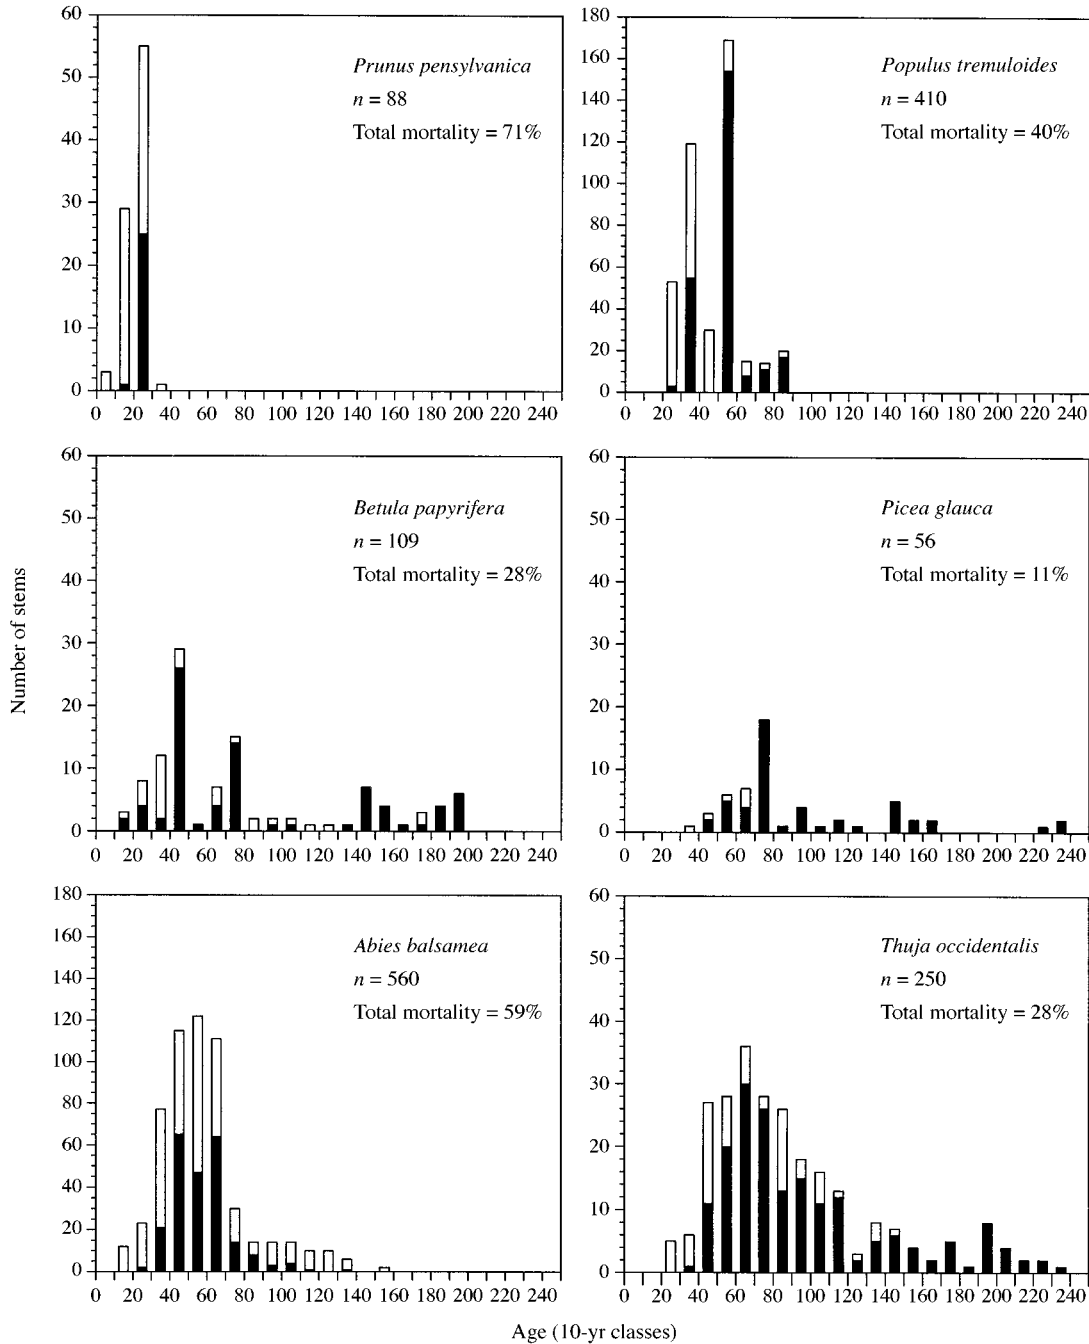 60
50
40
30
20
10
0
0 20 40 60 80 100 120 140 160 180 200 220 240
Prunus pensylvanica
n = 88
Total mortality = 71%
180
160
140
120
100
80
60
40
20
0
0 20 40 60 80 100 120 140 160 180 200 220 240
Populus tremuloides
n = 410
Total mortality = 40%
Number of stems
60
50
40
30
20
10
0
0 20 40 60 80 100 120 140 160 180 200 220 240
Betula papyrifera
n = 109
Total mortality = 28%
60
50
40
30
20
10
0
0 20 40 60 80 100 120 140 160 180 200 220 240
Picea glauca
n = 56
Total mortality = 11%
180
160
140
120
100
80
60
40
20
0
0 20 40 60 80 100 120 140 160 180 200 220 240
Abies balsamea
n = 560
Total mortality = 59%
60
50
40
30
20
10
0
0 20 40 60 80 100 120 140 160 180 200 220 240
Thuja occidentalis
n = 250
Total mortality = 28%
Age (10-yr classes)